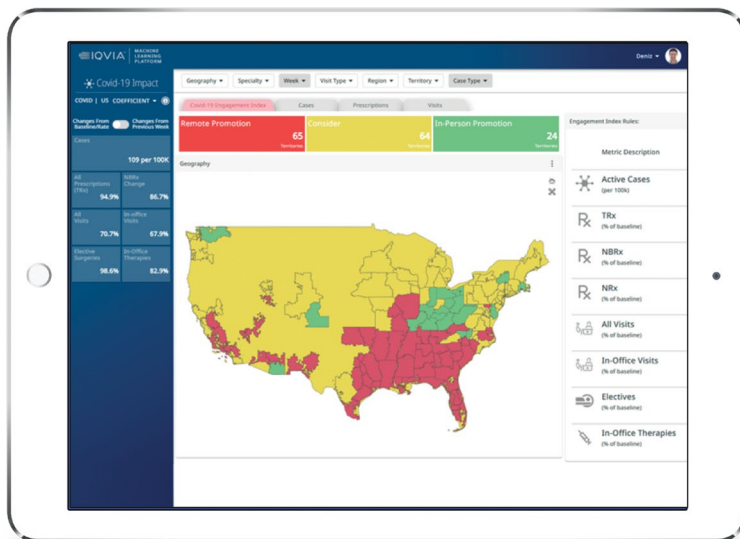 IQVIA
MACHINE
LEARNING
PLATFORM
Deniz
Covid-19 Impact
COVID | US COEFFICIENT
Changes From
Baseline/Rate
Changes From
Previous Week
Cases
109 per 100K
All
Prescriptions
(TRx)
94.9%
NBRx
Change
86.7%
All
Visits
70.7%
In-office
Visits
67.9%
Elective
Surgeries
98.6%
In-Office
Therapies
82.9%
Geography
Specialty
Week
Visit Type
Region
Territory
Case Type
Covid-19 Engagement Index
Cases
Prescriptions
Visits
Remote Promotion
65
Territories
Consider
64
Territories
In-Person Promotion
24
Territories
Geography
Engagement Index Rules:
Metric Description
Active Cases
(per 100k)
TRx
(% of baseline)
NBRx
(% of baseline)
NRx
(% of baseline)
All Visits
(% of baseline)
In-Office Visits
(% of baseline)
Electives
(% of baseline)
In-Office Therapies
(% of baseline)